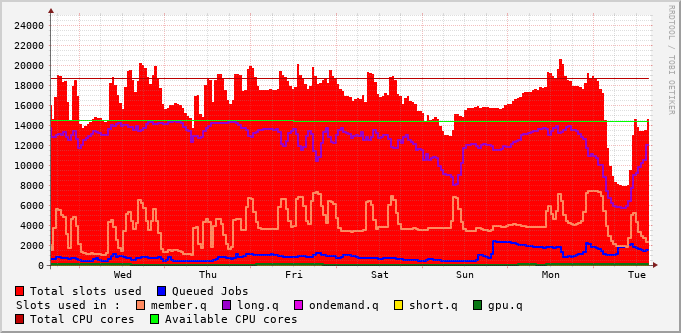 RRDTOOL / TOBI OETIKER
24000
22000
20000
18000
16000
14000
12000
10000
8000
6000
4000
2000
0
Wed Thu Fri Sat Sun Mon Tue
Total slots used Queued Jobs
Slots used in : member.q long.q ondemand.q short.q gpu.q
Total CPU cores Available CPU cores